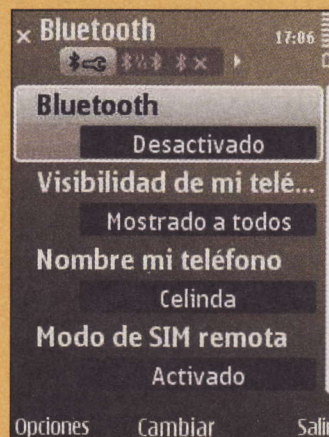 Bluetooth
17:06
Bluetooth
Desactivado
Visibilidad de mi telé...
Mostrado a todos
Nombre mi teléfono
Celinda
Modo de SIM remota
Activado
Opciones Cambiar Salir